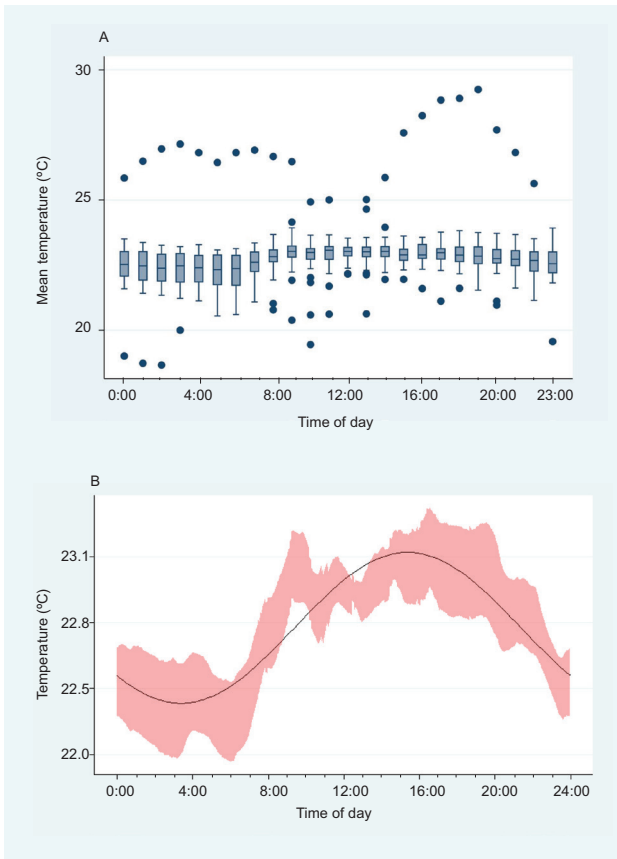 A
30
25
20
Mean temperature (°C)
0:00 4:00 8:00 12:00 16:00 20:00 23:00
Time of day
B
23.1
22.8
22.5
22.0
Temperature (°C)
0:00 4:00 8:00 12:00 16:00 20:00 24:00
Time of day